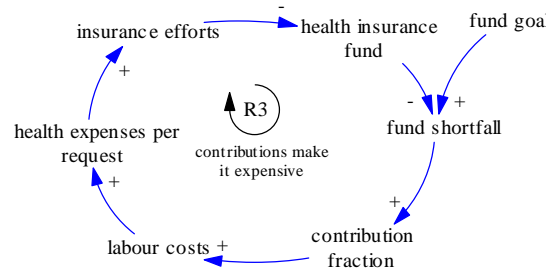 insurance efforts
-
health insurance
fund
fund goal
+
-
+
R3
health expenses per
request
fund shortfall
contributions make
it expensive
+
+
labour costs
+
contribution
fraction